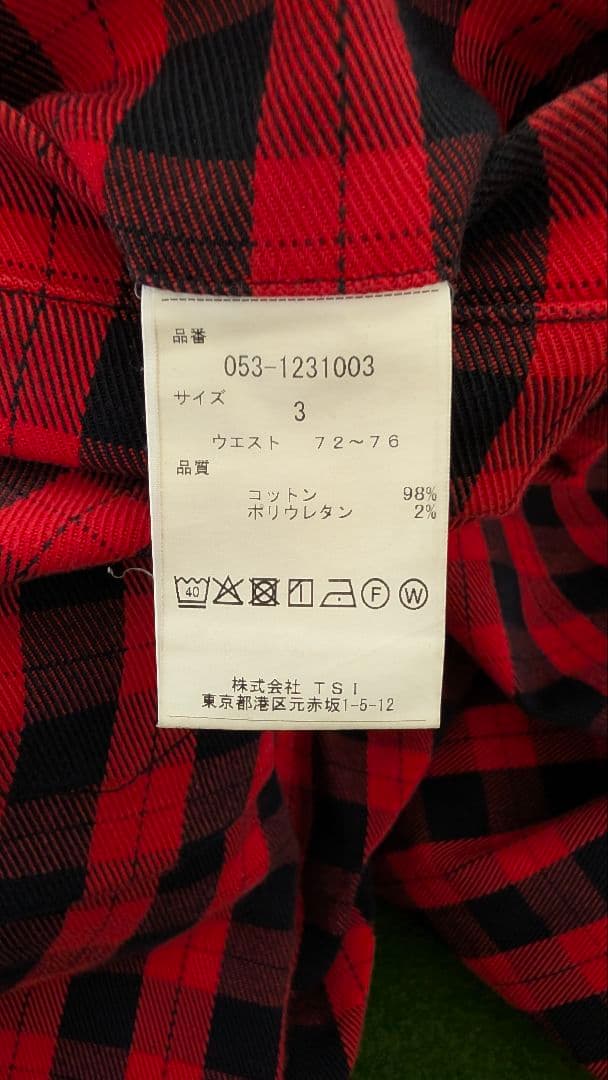 品番
053-1231003
サイズ
3
ウエスト 72~76
品質
コットン 98%
ポリウレタン 2%
40
F W
株式会社 TSI
東京都港区元赤坂1-5-12